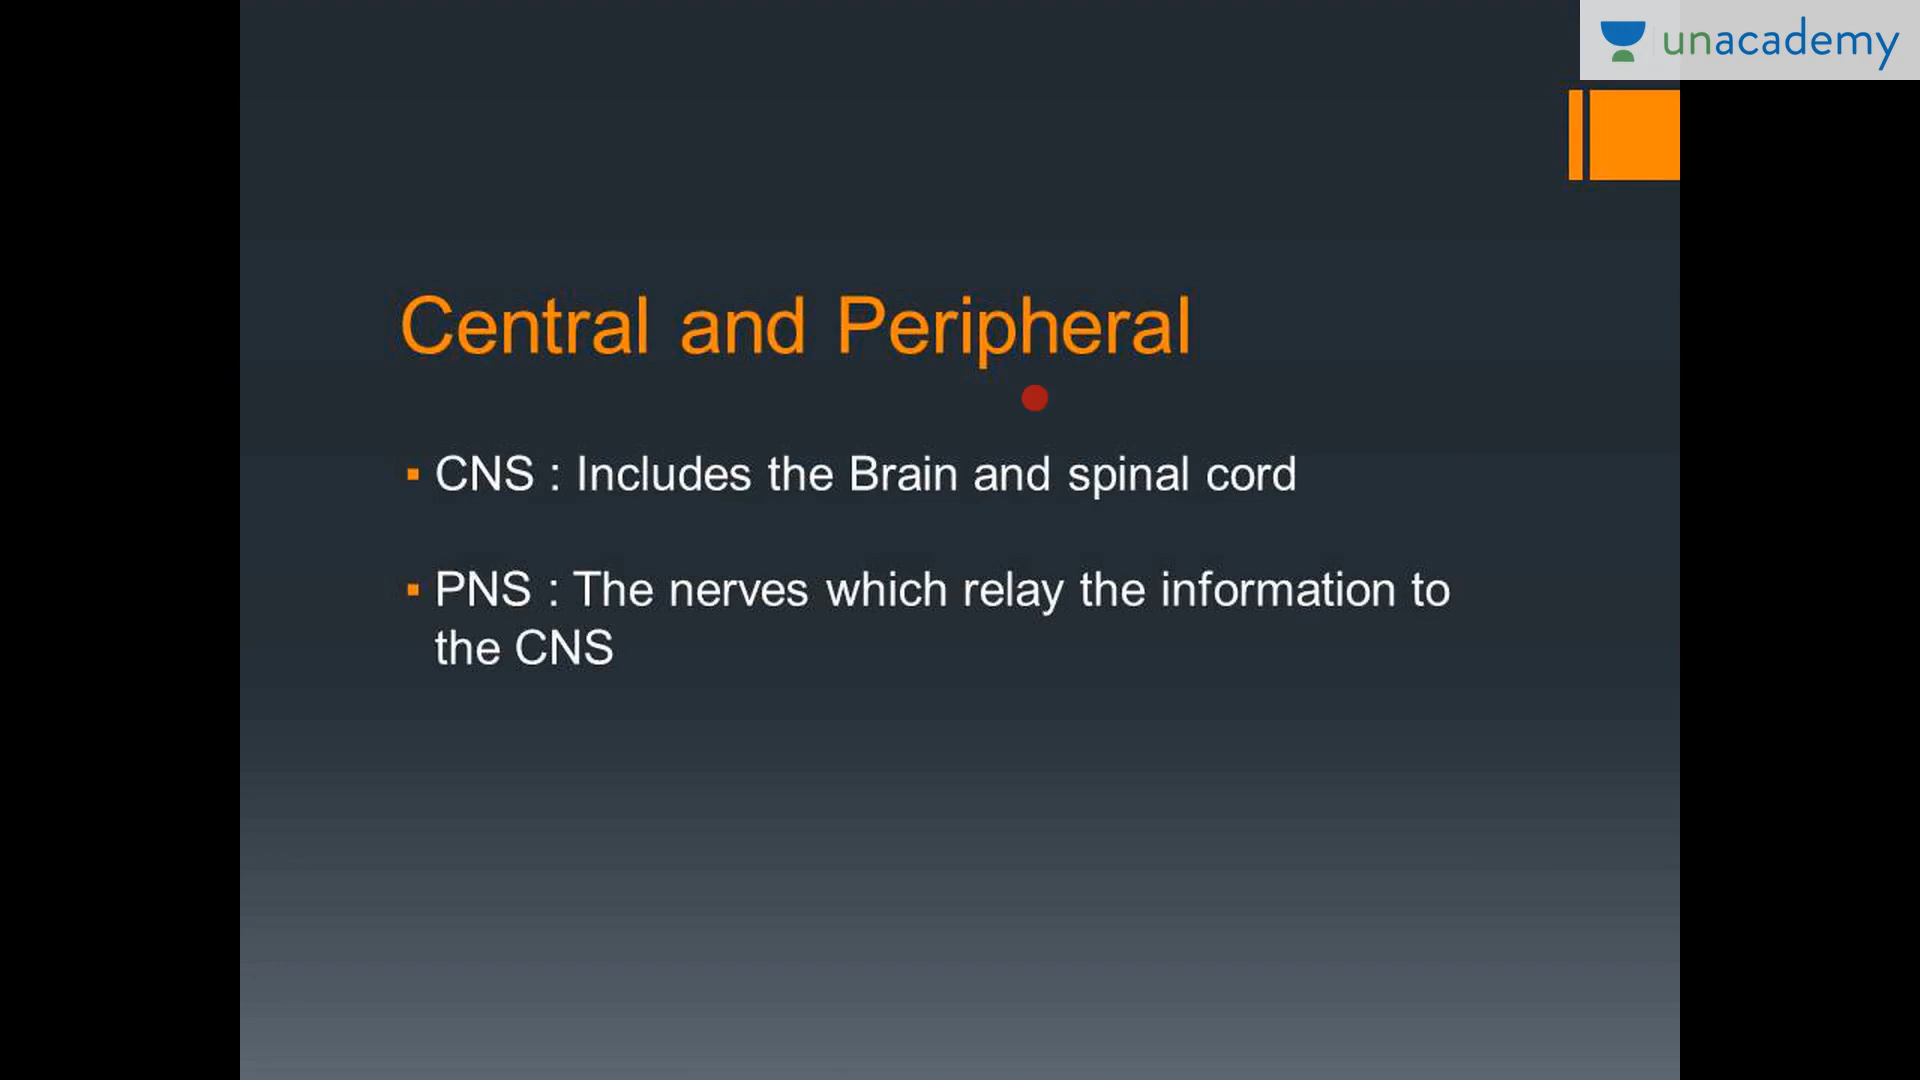 unacademy
Central and Peripheral
▪ CNS : Includes the Brain and spinal cord
▪ PNS : The nerves which relay the information to
the CNS